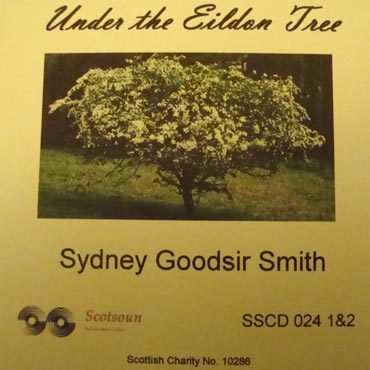 Under the Eildon Tree
Sydney Goodsir Smith
Scotsoun
SSCD 024 1&2
Scottish Charity No. 10286